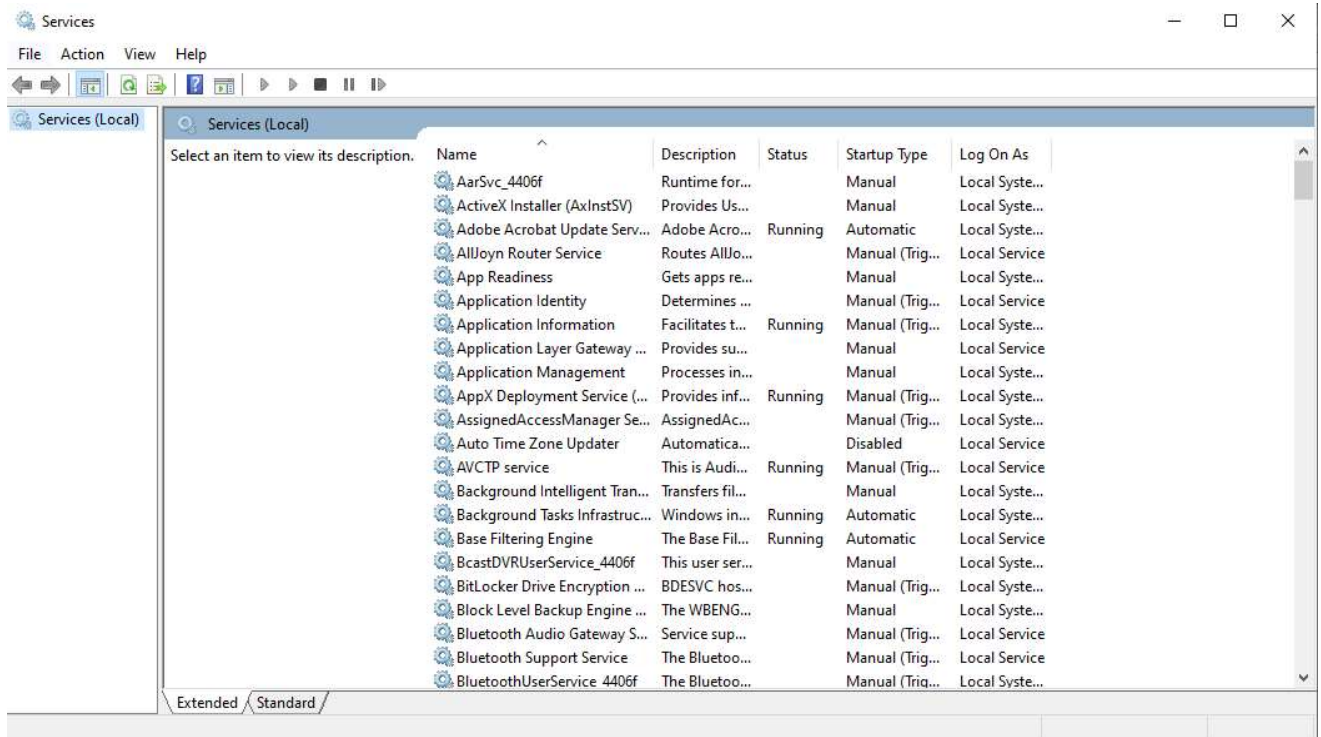 Services
File Action View Help
Services (Local)
Services (Local)
Select an item to view its description.
Name Description Status Startup Type Log On As
AarSvc_4406f Runtime for... Manual Local Syste...
ActiveX Installer (AxInstSV) Provides Us... Manual Local Syste...
Adobe Acrobat Update Serv... Adobe Acro... Running Automatic Local Syste...
AllJoyn Router Service Routes AllJo... Manual (Trig... Local Service
App Readiness Gets apps re... Manual Local Syste...
Application Identity Determines ... Manual (Trig... Local Service
Application Information Facilitates t... Running Manual (Trig... Local Syste...
Application Layer Gateway ... Provides su... Manual Local Service
Application Management Processes in... Manual Local Syste...
AppX Deployment Service (... Provides inf... Running Manual (Trig... Local Syste...
AssignedAccessManager Se... AssignedAc... Manual (Trig... Local Syste...
Auto Time Zone Updater Automatica... Disabled Local Service
AVCTP service This is Audi... Running Manual (Trig... Local Service
Background Intelligent Tran... Transfers fil... Manual Local Syste...
Background Tasks Infrastruc... Windows in... Running Automatic Local Syste...
Base Filtering Engine The Base Fil... Running Automatic Local Service
BcastDVRUserService_4406f This user ser... Manual Local Syste...
BitLocker Drive Encryption ... BDESVC hos... Manual (Trig... Local Syste...
Block Level Backup Engine ... The WBENG... Manual Local Syste...
Bluetooth Audio Gateway S... Service sup... Manual (Trig... Local Service
Bluetooth Support Service The Bluetoo... Manual (Trig... Local Service
BluetoothUserService_4406f The Bluetoo... Manual (Trig... Local Syste...
Extended Standard